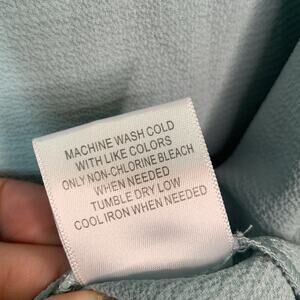 MACHINE WASH COLD
WITH LIKE COLORS
ONLY NON-CHLORINE BLEACH
WHEN NEEDED
TUMBLE DRY LOW
COOL IRON WHEN NEEDED